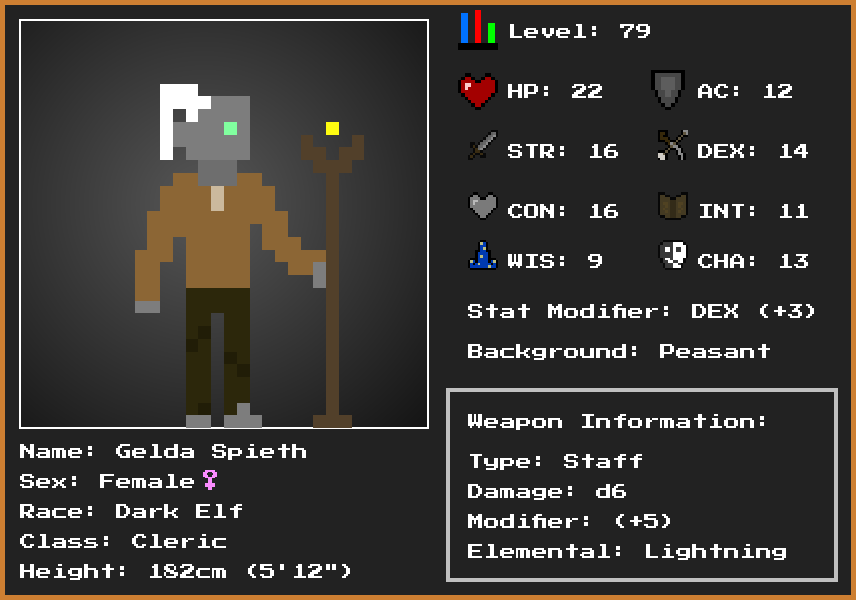 Level: 79
HP: 22 AC: 12
STR: 16 DEX: 14
CON: 16 INT: 11
WIS: 9 CHA: 13
Stat Modifier: DEX (+3)
Background: Peasant
Weapon Information:
Type: Staff
Damage: d6
Modifier: (+5)
Elemental: Lightning
Name: Gelda Spieth
Sex: Female♀
Race: Dark Elf
Class: Cleric
Height: 182cm (5'12")